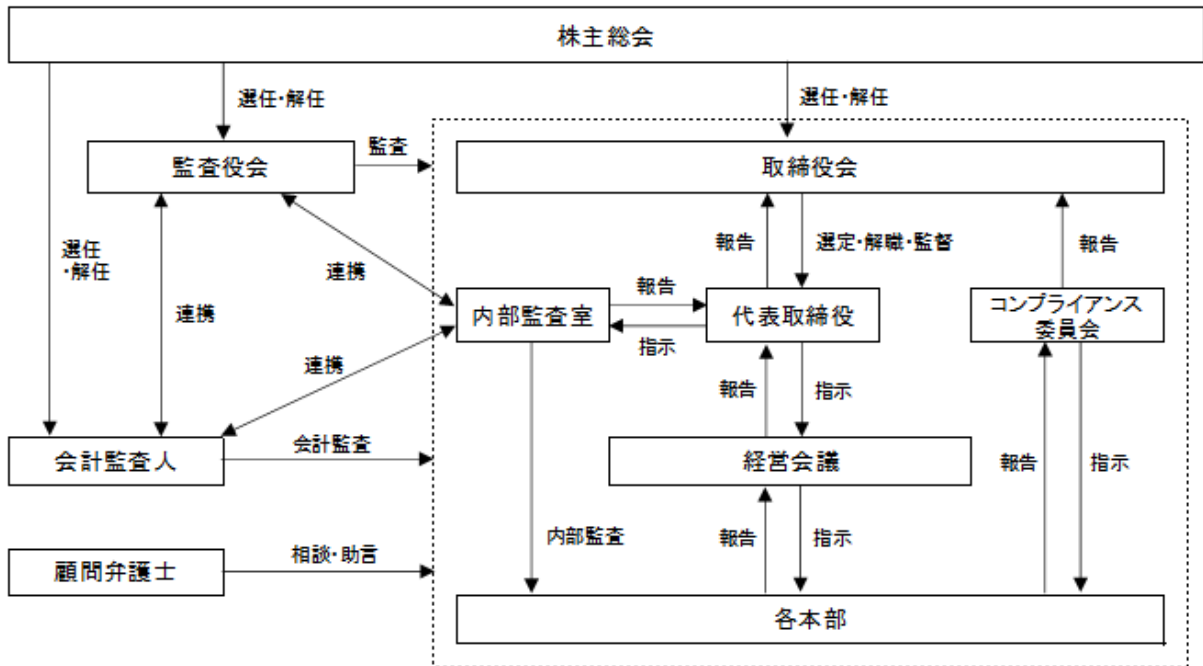 株主総会
選任・解任
選任・解任
監査役会
監査
取締役会
選任
・解任
連携
連携
報告
選定・解職・監督
報告
内部監査室
報告
指示
代表取締役
コンプライアンス
委員会
連携
報告
指示
会計監査人
会計監査
経営会議
報告
指示
内部監査
報告
指示
顧問弁護士
相談・助言
各本部